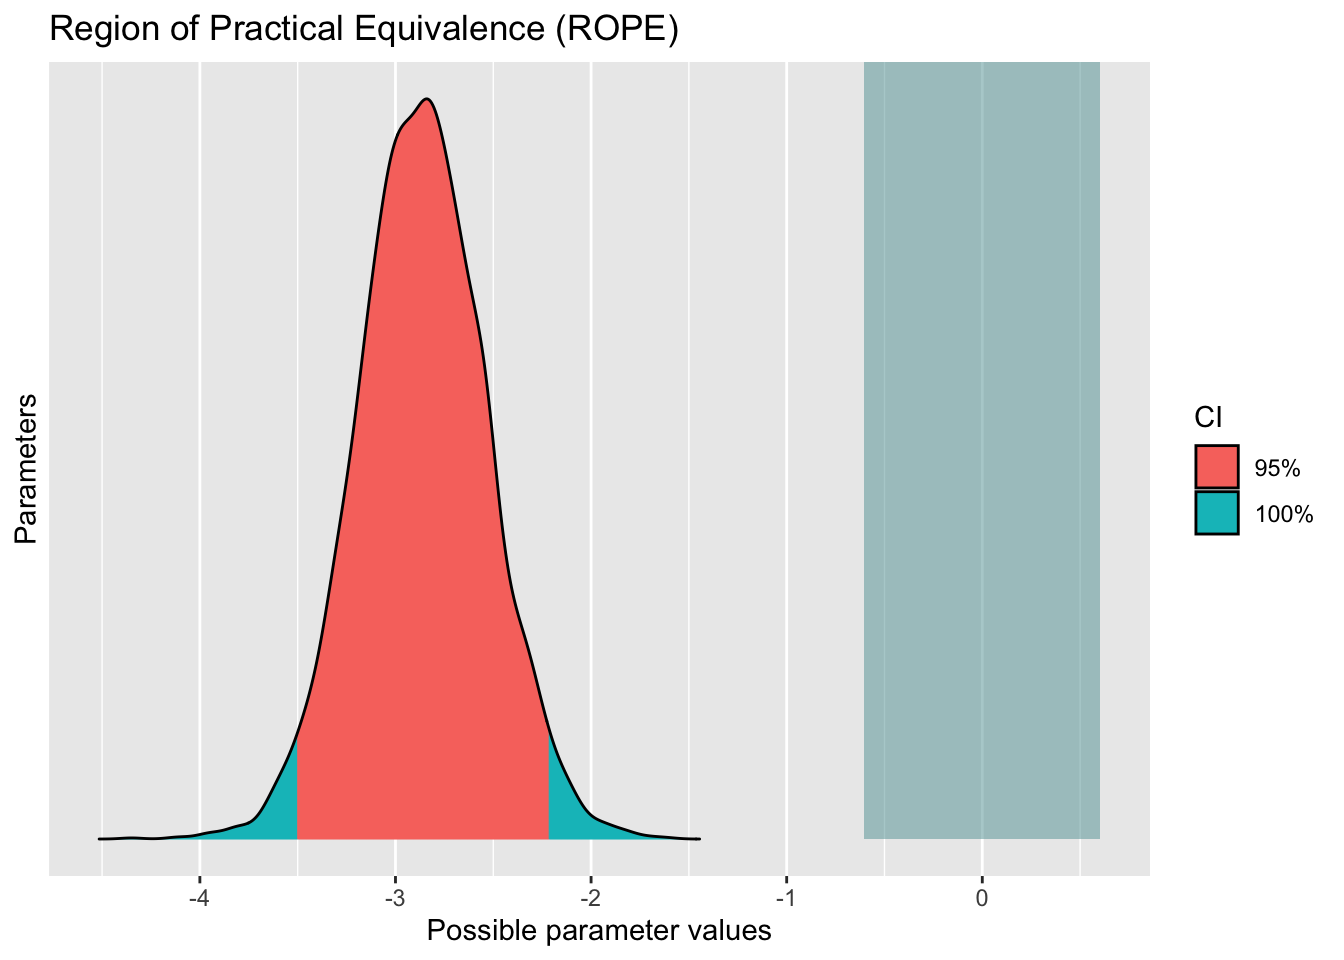 Region of Practical Equivalence (ROPE)
Parameters
CI
95%
100%
-4 -3 -2 -1 0
Possible parameter values